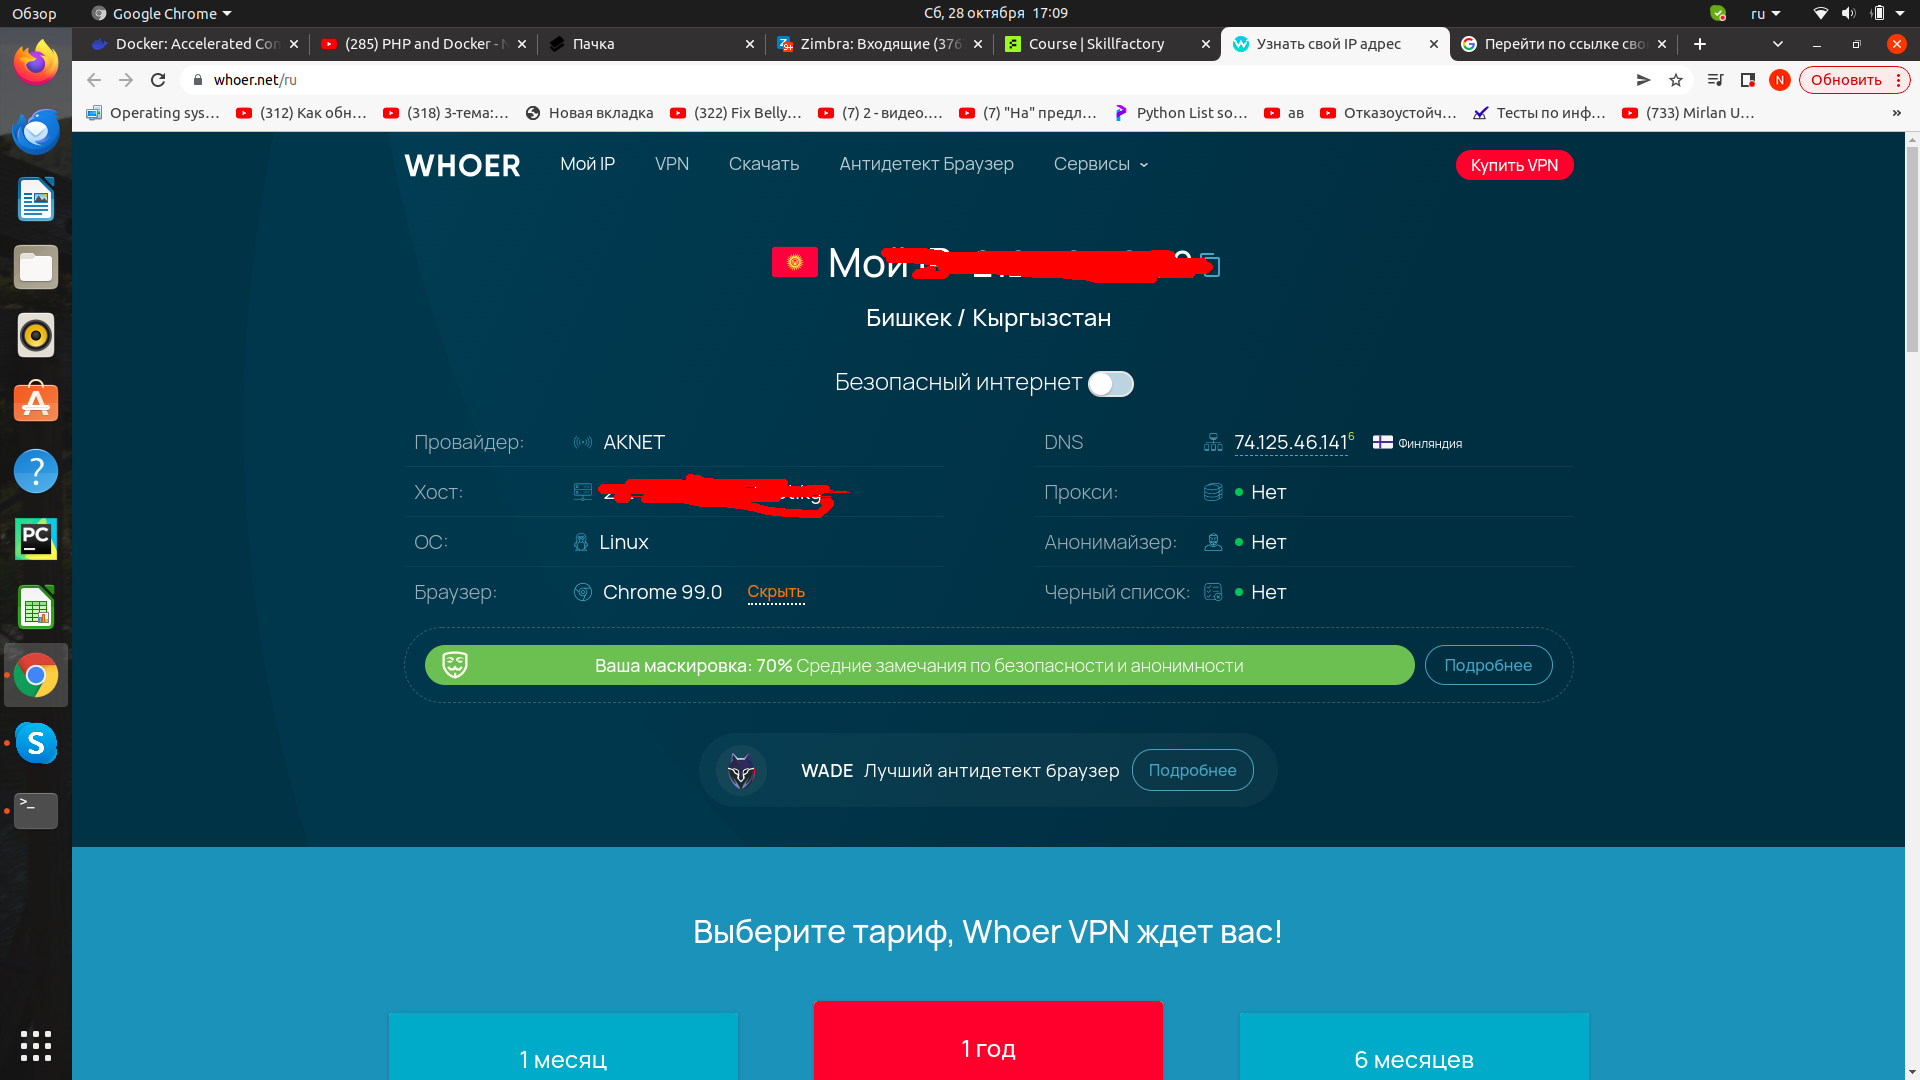 Обзор
Google Chrome
Сб, 28 октября 17:09
ru
Docker: Accelerated Con
(285) PHP and Docker - N
Пачка
Zimbra: Входящие (376
Course | Skillfactory
Узнать свой IP адрес
Перейти по ссылке сво
whoer.net/ru
N
Обновить
Operating sys…
(312) Как обн…
(318) 3-тема:…
Новая вкладка
(322) Fix Belly…
(7) 2 - видео.…
(7) "На" предл…
Python List so…
ав
Отказоустойч…
Тесты по инф…
(733) Mirlan U…
»
WHOER
Мой IP
VPN
Скачать
Антидетект Браузер
Сервисы
Купить VPN
Мой
Бишкек / Кыргызстан
Безопасный интернет
Провайдер:
AKNET
DNS
74.125.46.141
6
Финляндия
Хост:
Прокси:
Нет
ОС:
Linux
Анонимайзер:
Нет
Браузер:
Chrome 99.0
Скрыть
Черный список:
Нет
Ваша маскировка: 70% Средние замечания по безопасности и анонимности
Подробнее
WADE Лучший антидетект браузер
Подробнее
Выберите тариф, Whoer VPN ждет вас!
1 месяц
1 год
6 месяцев